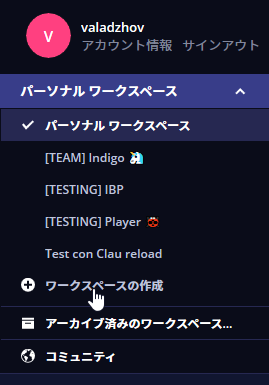 V
valadzhov
アカウント情報 サインアウト
パーソナル ワークスペース
パーソナル ワークスペース
[TEAM] Indigo 🦄
[TESTING] IBP
[TESTING] Player
Test con Clau reload
ワークスペースの作成
アーカイブ済みのワークスペース...
コミュニティ